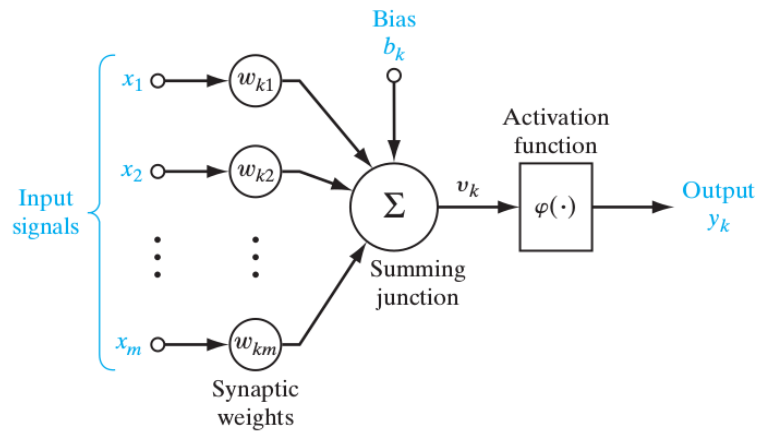 Bias
b_k
x_1
w_k1
Activation
function
x_2
w_k2
Input
signals
Σ
v_k
φ(·)
Output
y_k
Summing
junction
x_m
w_km
Synaptic
weights